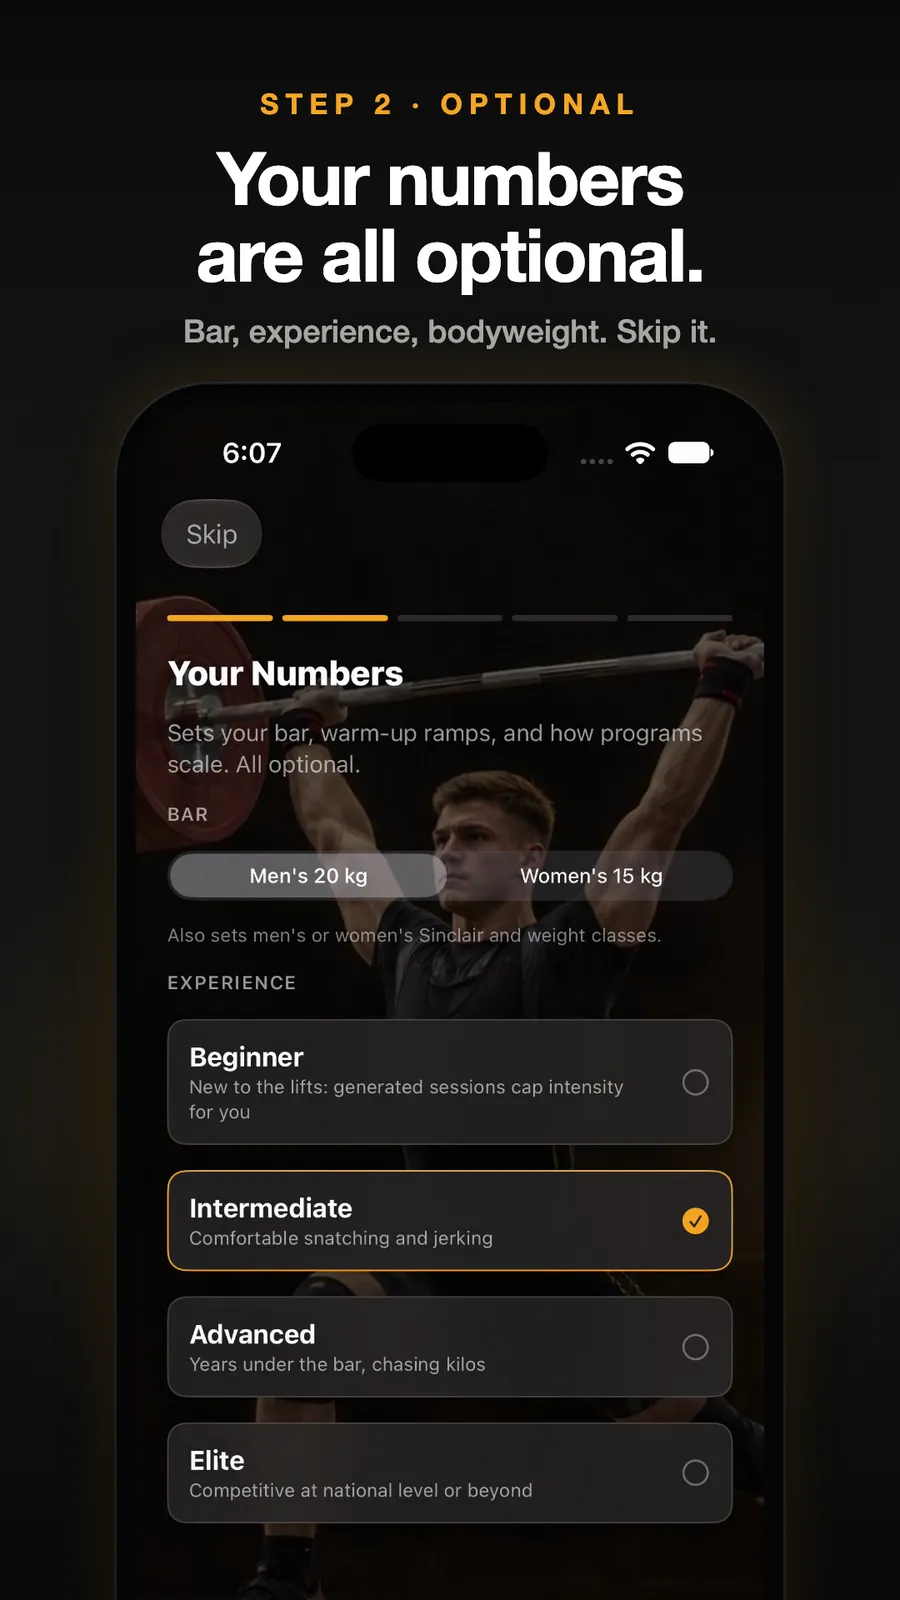 STEP 2 · OPTIONAL
Your numbers
are all optional.
Bar, experience, bodyweight. Skip it.
6:07
Skip
Your Numbers
Sets your bar, warm-up ramps, and how programs
scale. All optional.
BAR
Men's 20 kg
Women's 15 kg
Also sets men's or women's Sinclair and weight classes.
EXPERIENCE
Beginner
New to the lifts: generated sessions cap intensity
for you
Intermediate
Comfortable snatching and jerking
Advanced
Years under the bar, chasing kilos
Elite
Competitive at national level or beyond